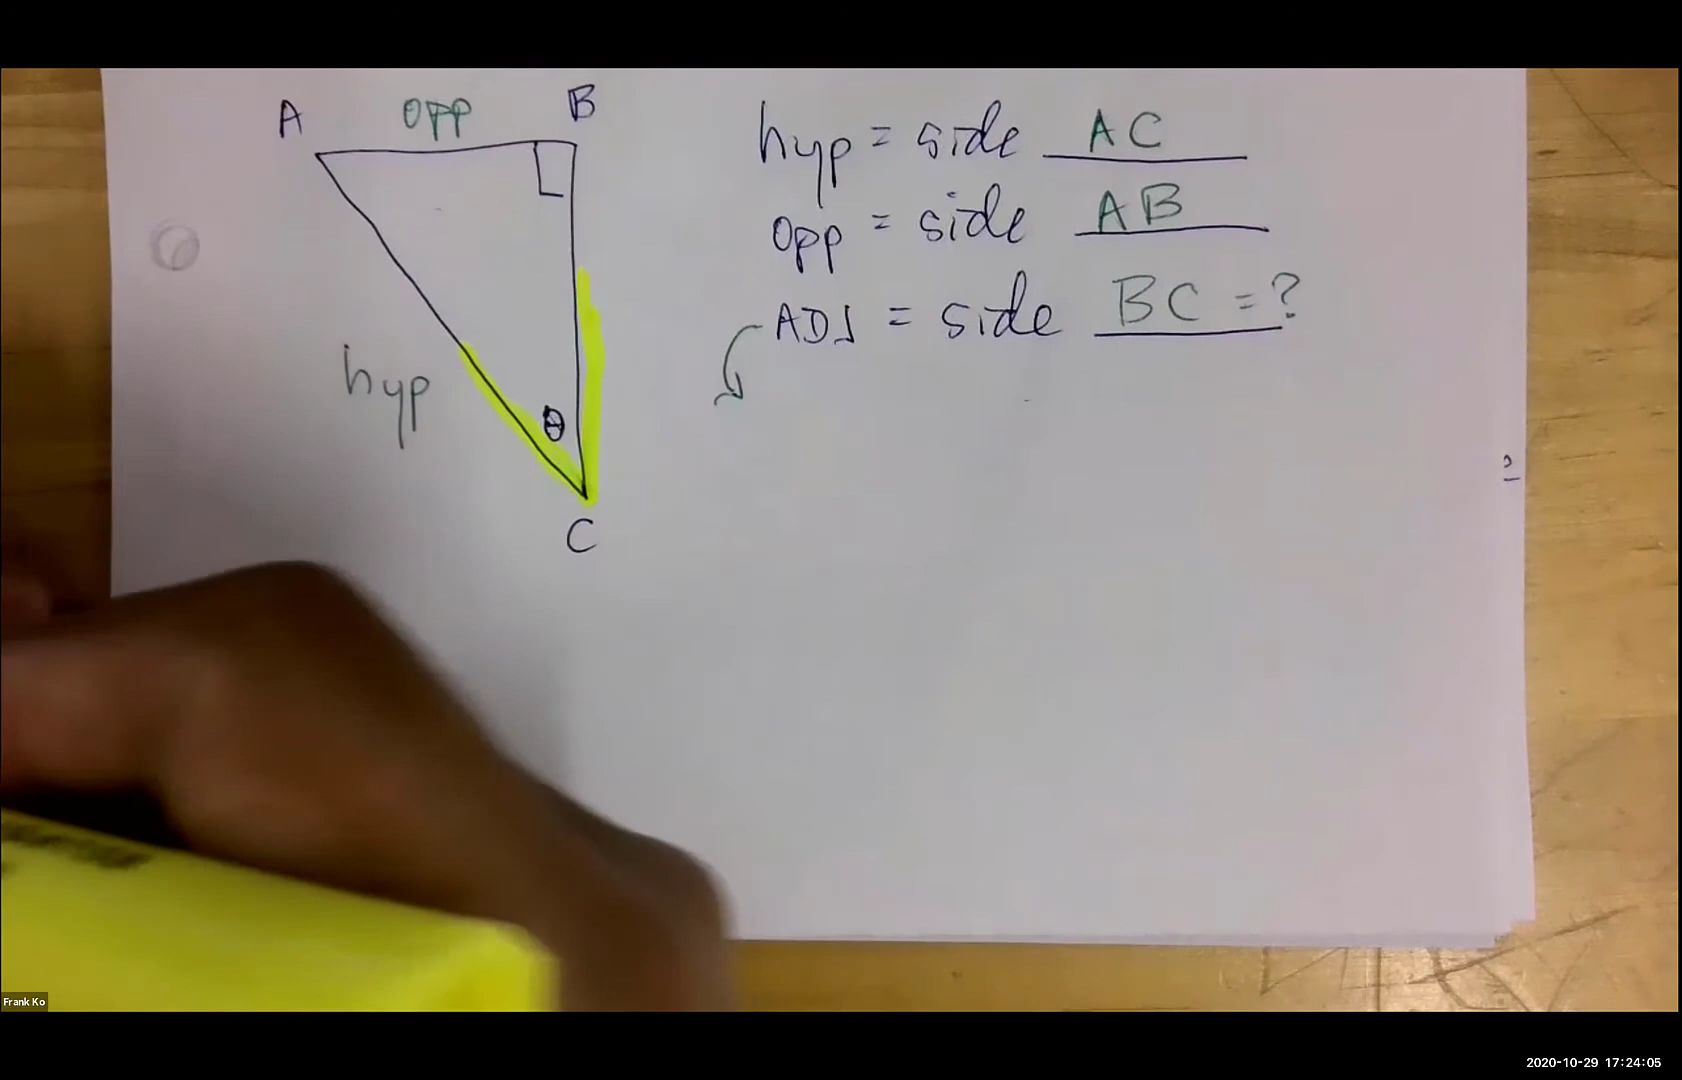 A opp B
hyp = side AC
opp = side AB
ADJ = side BC = ?
hyp
θ
C
Frank Ko
2020-10-29 17:24:05